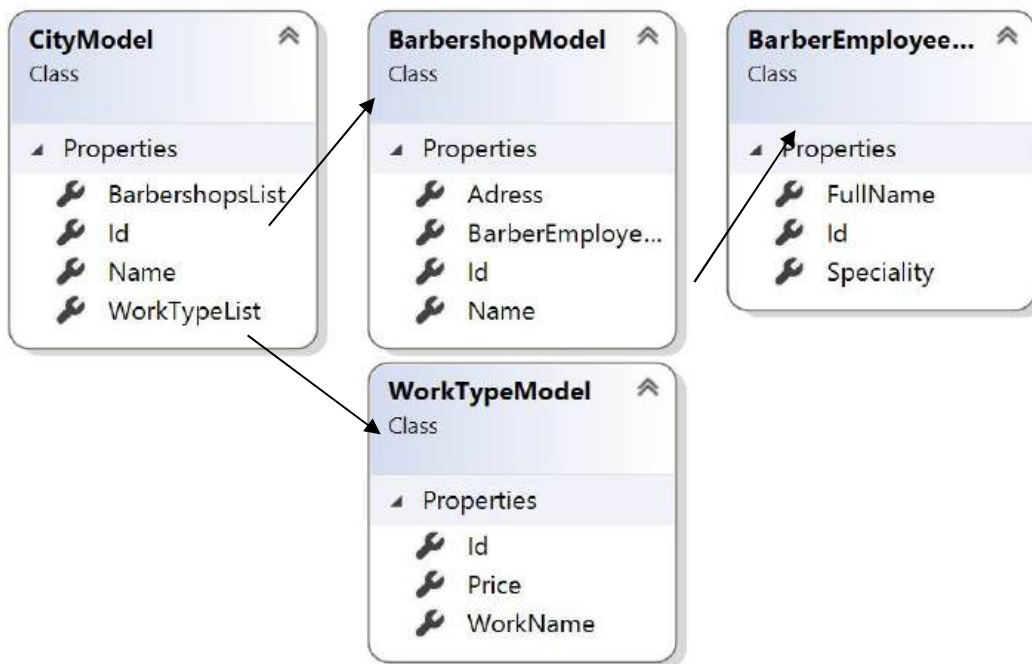 CityModel
Class
Properties
BarbershopsList
Id
Name
WorkTypeList
BarbershopModel
Class
Properties
Adress
BarberEmploye...
Id
Name
BarberEmployee...
Class
Properties
FullName
Id
Speciality
WorkTypeModel
Class
Properties
Id
Price
WorkName